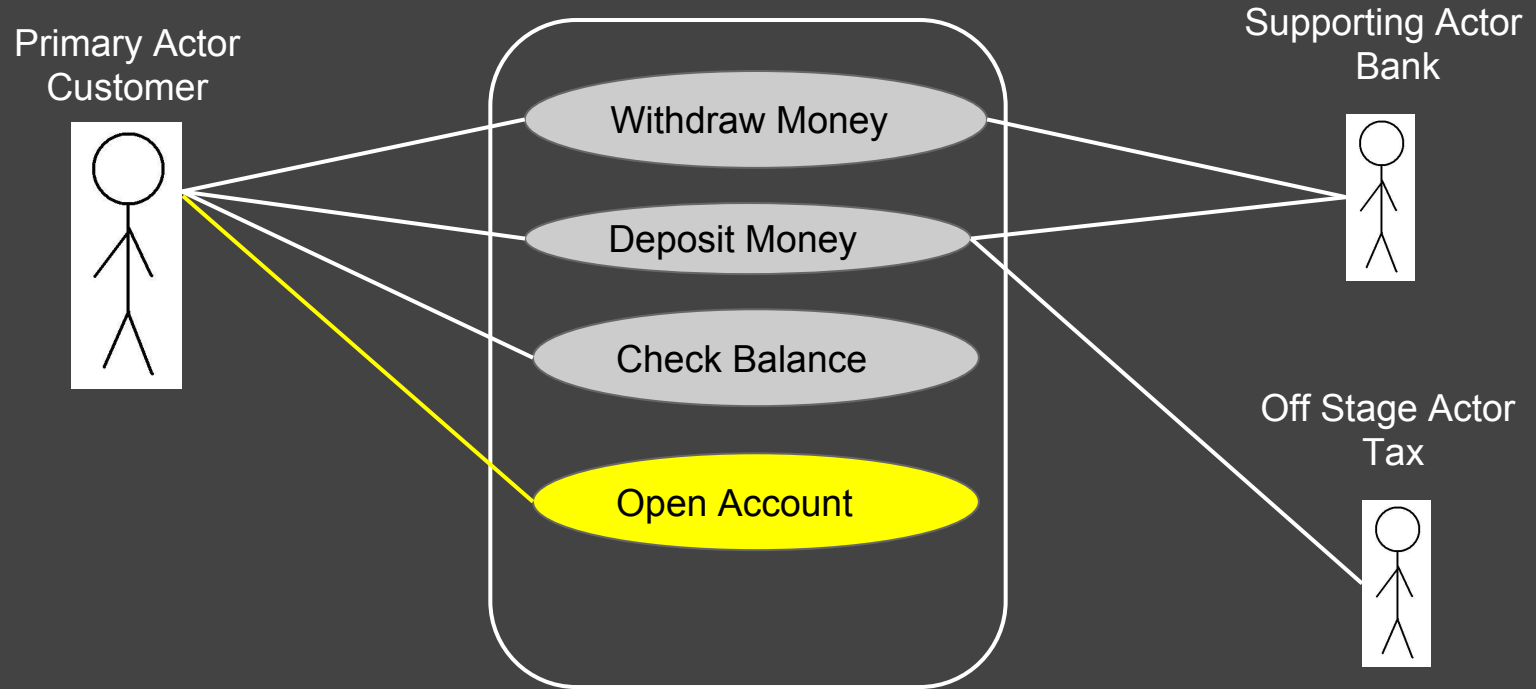 Primary Actor
Customer
Withdraw Money
Deposit Money
Check Balance
Open Account
Supporting Actor
Bank
Off Stage Actor
Tax